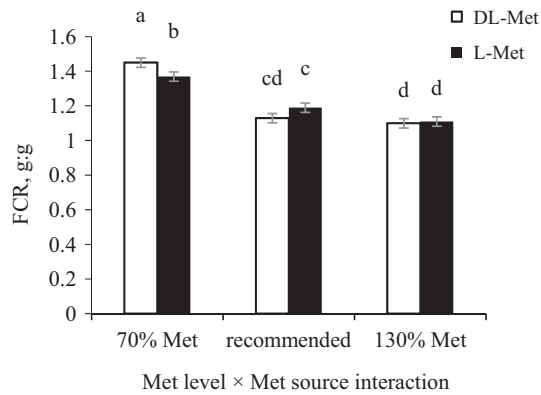 DL-Met
L-Met
FCR, g:g
1.6
1.4
1.2
1
0.8
0.6
0.4
0.2
0
a
b
cd
c
d
d
70% Met
recommended
130% Met
Met level × Met source interaction